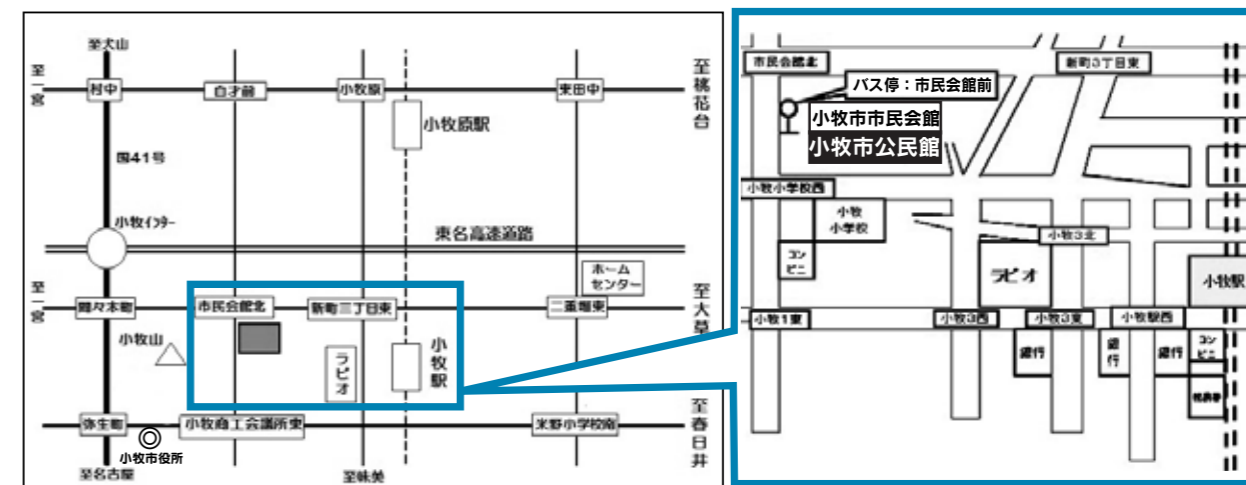 至犬山
至一宮
村中
白才前
小牧原
東田中
至桃花台
小牧原駅
国41号
小牧インター
東名高速道路
ホーム
センター
至一宮
間々本町
市民会館北
新町三丁目東
二重堀東
至大草
小牧山
ラピオ
小牧駅
弥生町
小牧商工会議所東
米野小学校南
至春日井
小牧市役所
至名古屋
至味美
市民会館北
新町3丁目東
バス停:市民会館前
小牧市市民会館
小牧市公民館
小牧小学校西
小牧
小学校
小牧3北
コン
ビニ
ラピオ
小牧駅
小牧1東
小牧3西
小牧3東
小牧駅西
銀行
銀行
銀行
コン
ビニ